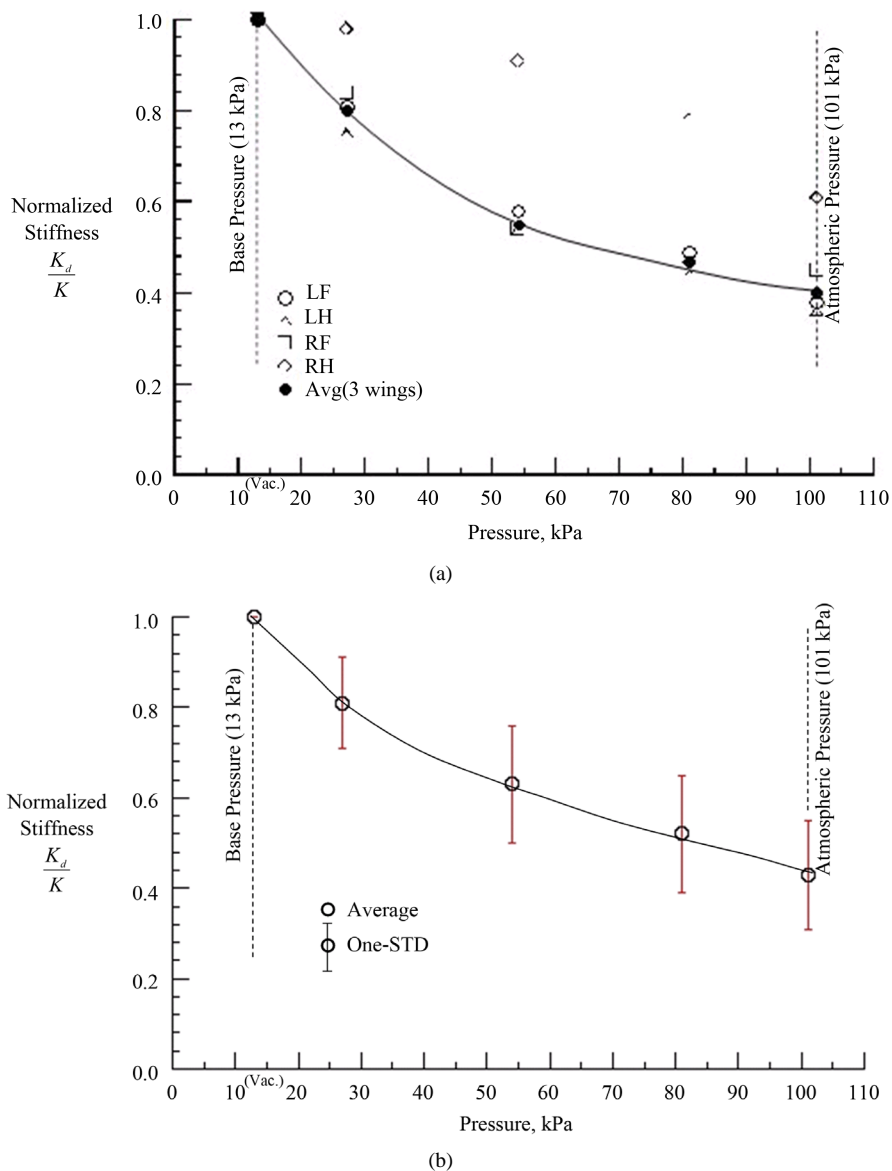 1.0
0.8
0.6
0.4
0.2
0.0
Normalized
Stiffness
K_d
K
Base Pressure (13 kPa)
Atmospheric Pressure (101 kPa)
LF
LH
RF
RH
Avg(3 wings)
0 10 (Vac.) 30 40 50 60 70 80 90 100 110
Pressure, kPa
(a)
1.0
0.8
0.6
0.4
0.2
0.0
Normalized
Stiffness
K_d
K
Base Pressure (13 kPa)
Atmospheric Pressure (101 kPa)
Average
One-STD
0 10 (Vac.) 20 30 40 50 60 70 80 90 100 110
Pressure, kPa
(b)